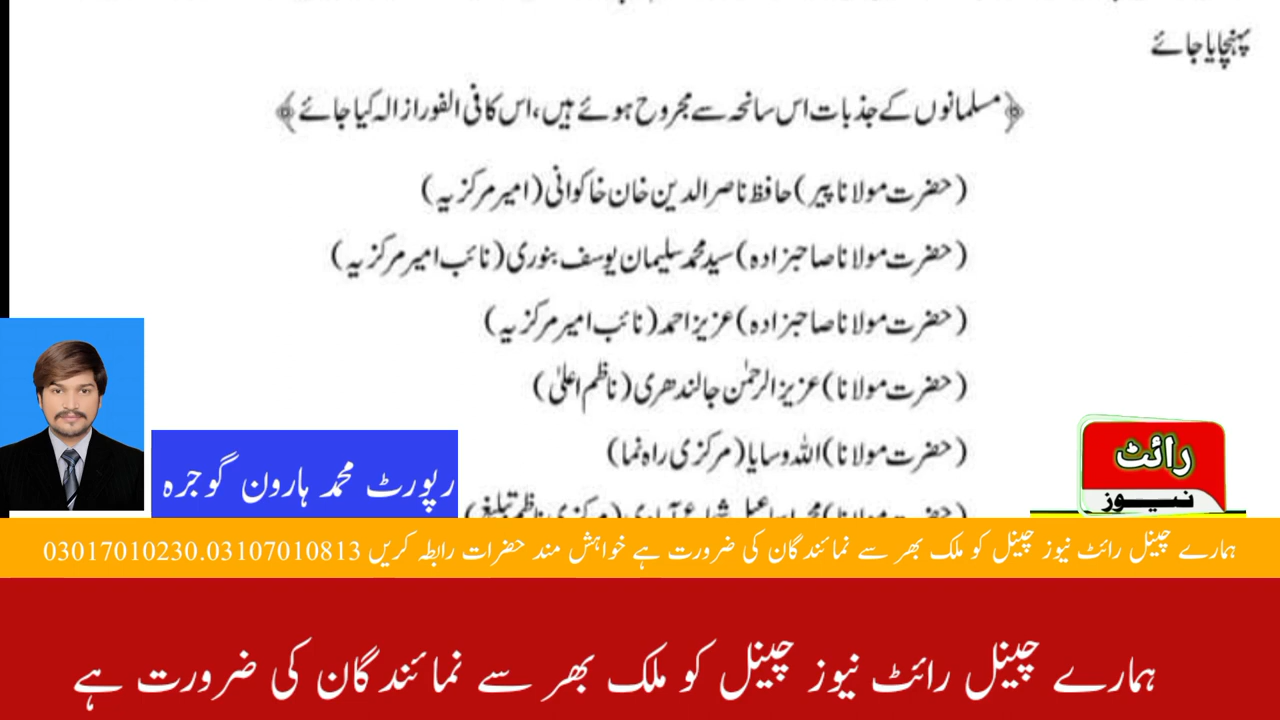 پہنچایا جائے
﴿مسلمانوں کے جذبات اس سانحہ سے مجروح ہوئے ہیں، اس کا فی الفور ازالہ کیا جائے﴾
(حضرت مولانا پیر) حافظ ناصر الدین خان خاکوانی (امیر مرکزیہ)
(حضرت مولانا صاحبزادہ) سید محمد سلیمان یوسف بنوری (نائب امیر مرکزیہ)
(حضرت مولانا صاحبزادہ) عزیز احمد (نائب امیر مرکزیہ)
(حضرت مولانا) عزیز الرحمٰن جالندھری (ناظم اعلیٰ)
(حضرت مولانا) اللہ وسایا (مرکزی راہ نما)
رپورٹ محمد ہارون گوجرہ
رائٹ
نیوز
ہمارے چینل رائٹ نیوز چینل کو ملک بھر سے نمائندگان کی ضرورت ہے خواہش مند حضرات رابطہ کریں 03017010230.03107010813
ہمارے چینل رائٹ نیوز چینل کو ملک بھر سے نمائندگان کی ضرورت ہے